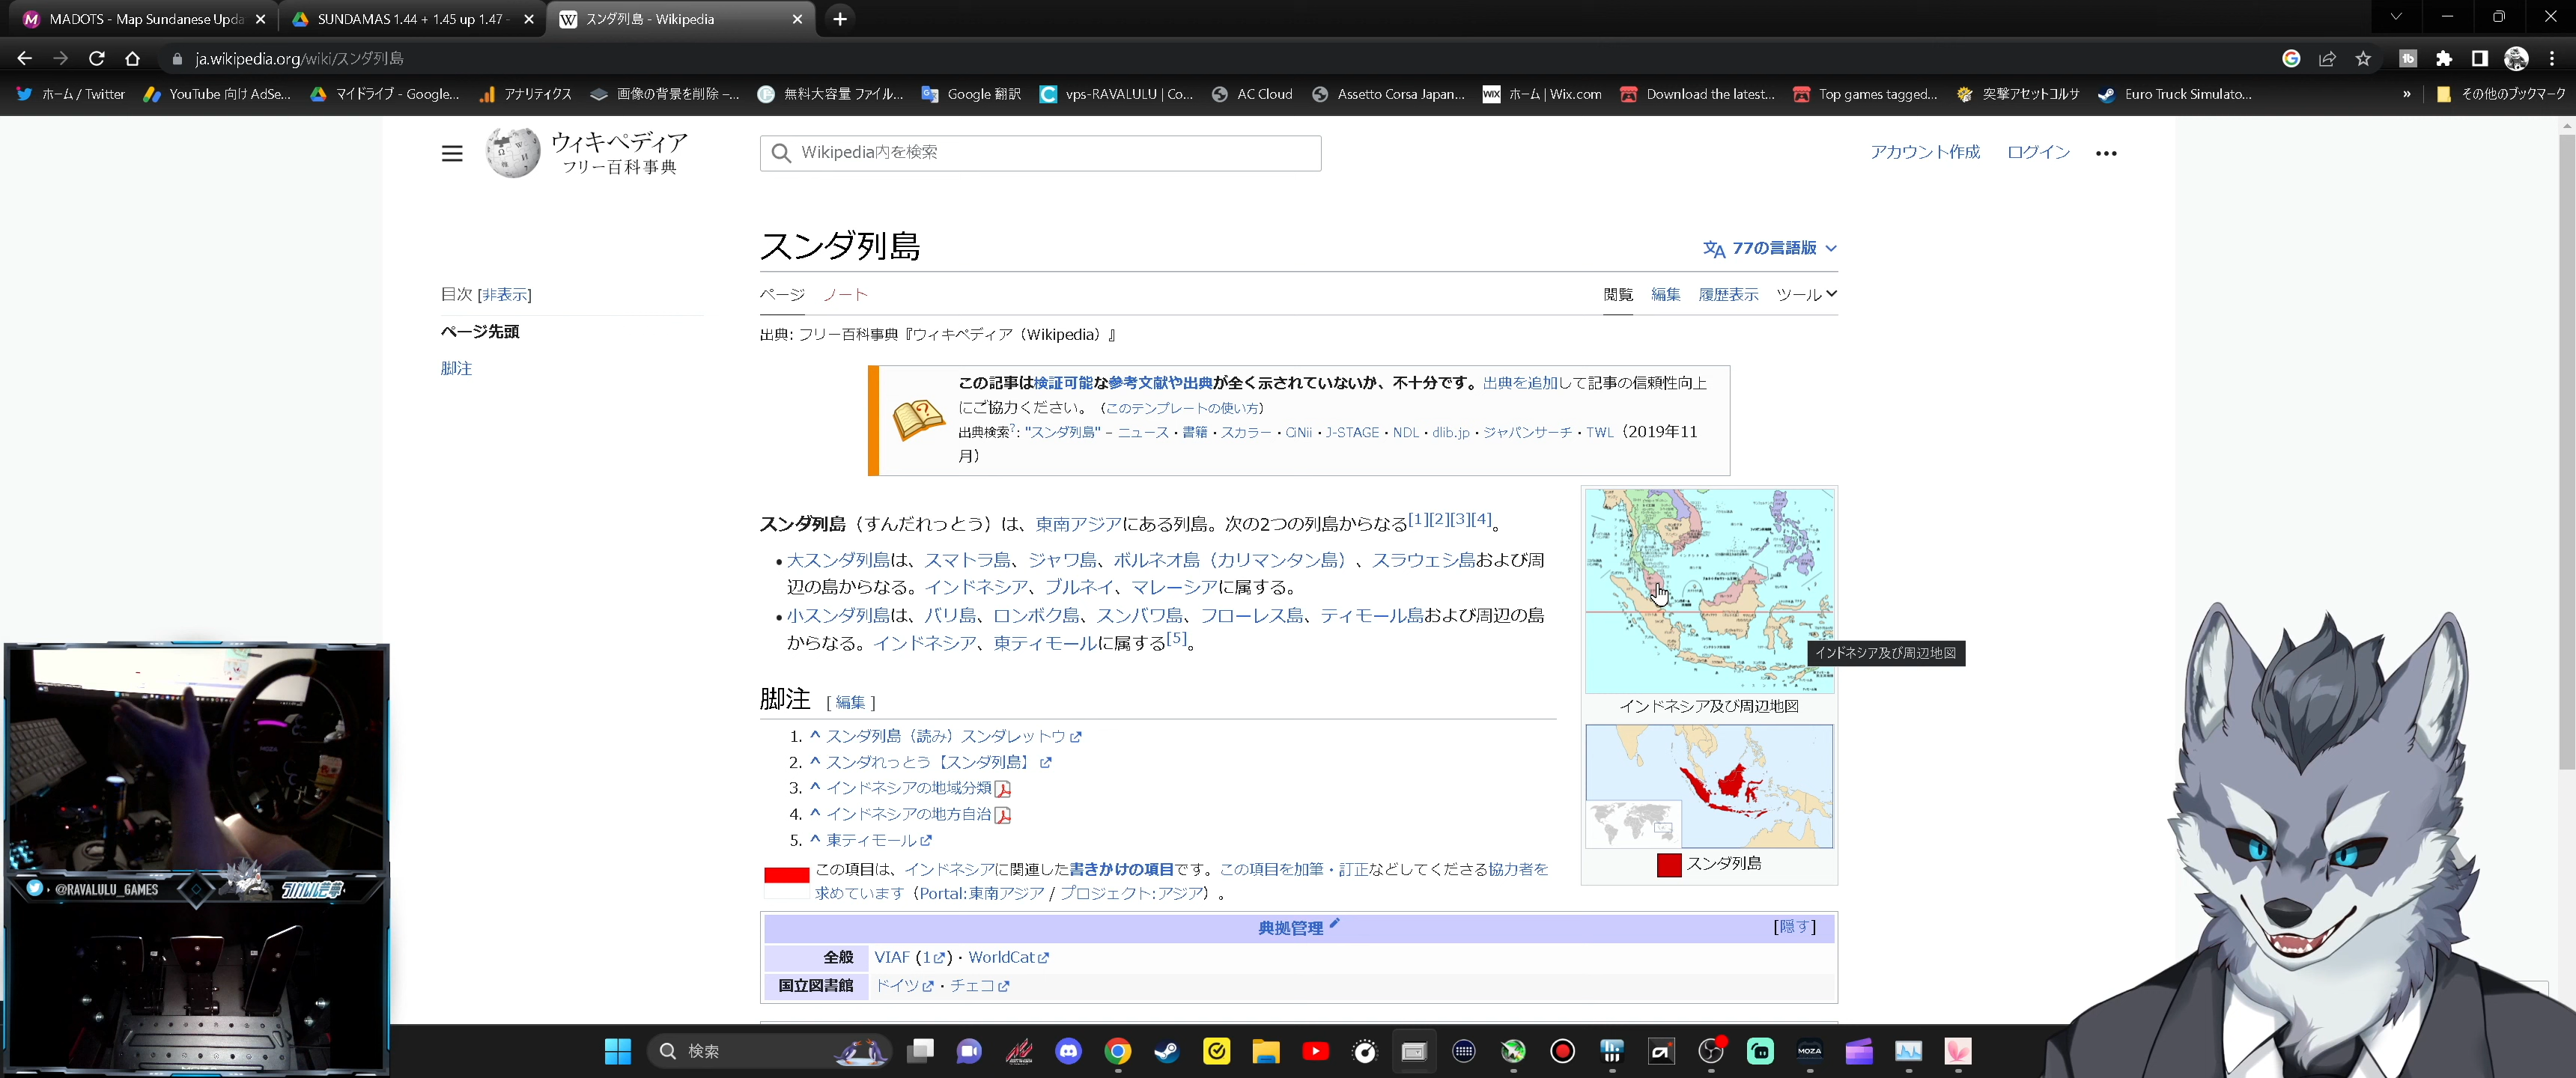 MADOTS - Map Sundanese Upda
SUNDAMAS 1.44 + 1.45 up 1.47 -
スンダ列島 - Wikipedia
ja.wikipedia.org/wiki/スンダ列島
ホーム / Twitter
YouTube 向け AdSe...
マイドライブ - Google...
アナリティクス
画像の背景を削除 –...
無料大容量 ファイル...
Google 翻訳
vps-RAVALULU | Co...
AC Cloud
Assetto Corsa Japan...
ホーム | Wix.com
Download the latest...
Top games tagged...
突撃アセットコルサ
Euro Truck Simulato...
»
その他のブックマーク
ウィキペディア
フリー百科事典
Wikipedia内を検索
アカウント作成
ログイン
スンダ列島
77の言語版
目次 [非表示]
ページ先頭
脚注
ページ
ノート
閲覧
編集
履歴表示
ツール
出典: フリー百科事典『ウィキペディア（Wikipedia）』
この記事は検証可能な参考文献や出典が全く示されていないか、不十分です。出典を追加して記事の信頼性向上
にご協力ください。（このテンプレートの使い方）
出典検索?: "スンダ列島" – ニュース・書籍・スカラー・CiNii・J-STAGE・NDL・dlib.jp・ジャパンサーチ・TWL（2019年11
月）
スンダ列島（すんだれっとう）は、東南アジアにある列島。次の2つの列島からなる[1][2][3][4]。
• 大スンダ列島は、スマトラ島、ジャワ島、ボルネオ島（カリマンタン島）、スラウェシ島および周
辺の島からなる。インドネシア、ブルネイ、マレーシアに属する。
• 小スンダ列島は、バリ島、ロンボク島、スンバワ島、フローレス島、ティモール島および周辺の島
からなる。インドネシア、東ティモールに属する[5]。
インドネシア及び周辺地図
インドネシア及び周辺地図
スンダ列島
脚注 [ 編集 ]
1. ^ スンダ列島（読み）スンダレットウ
2. ^ スンダれっとう【スンダ列島】
3. ^ インドネシアの地域分類
4. ^ インドネシアの地方自治
5. ^ 東ティモール
この項目は、インドネシアに関連した書きかけの項目です。この項目を加筆・訂正などしてくださる協力者を
求めています（Portal:東南アジア / プロジェクト:アジア）。
典拠管理
[隠す]
全般 VIAF (1)・WorldCat
国立図書館 ドイツ・チェコ
MOZA
@RAVALULU_GAMES
検索
MOZA